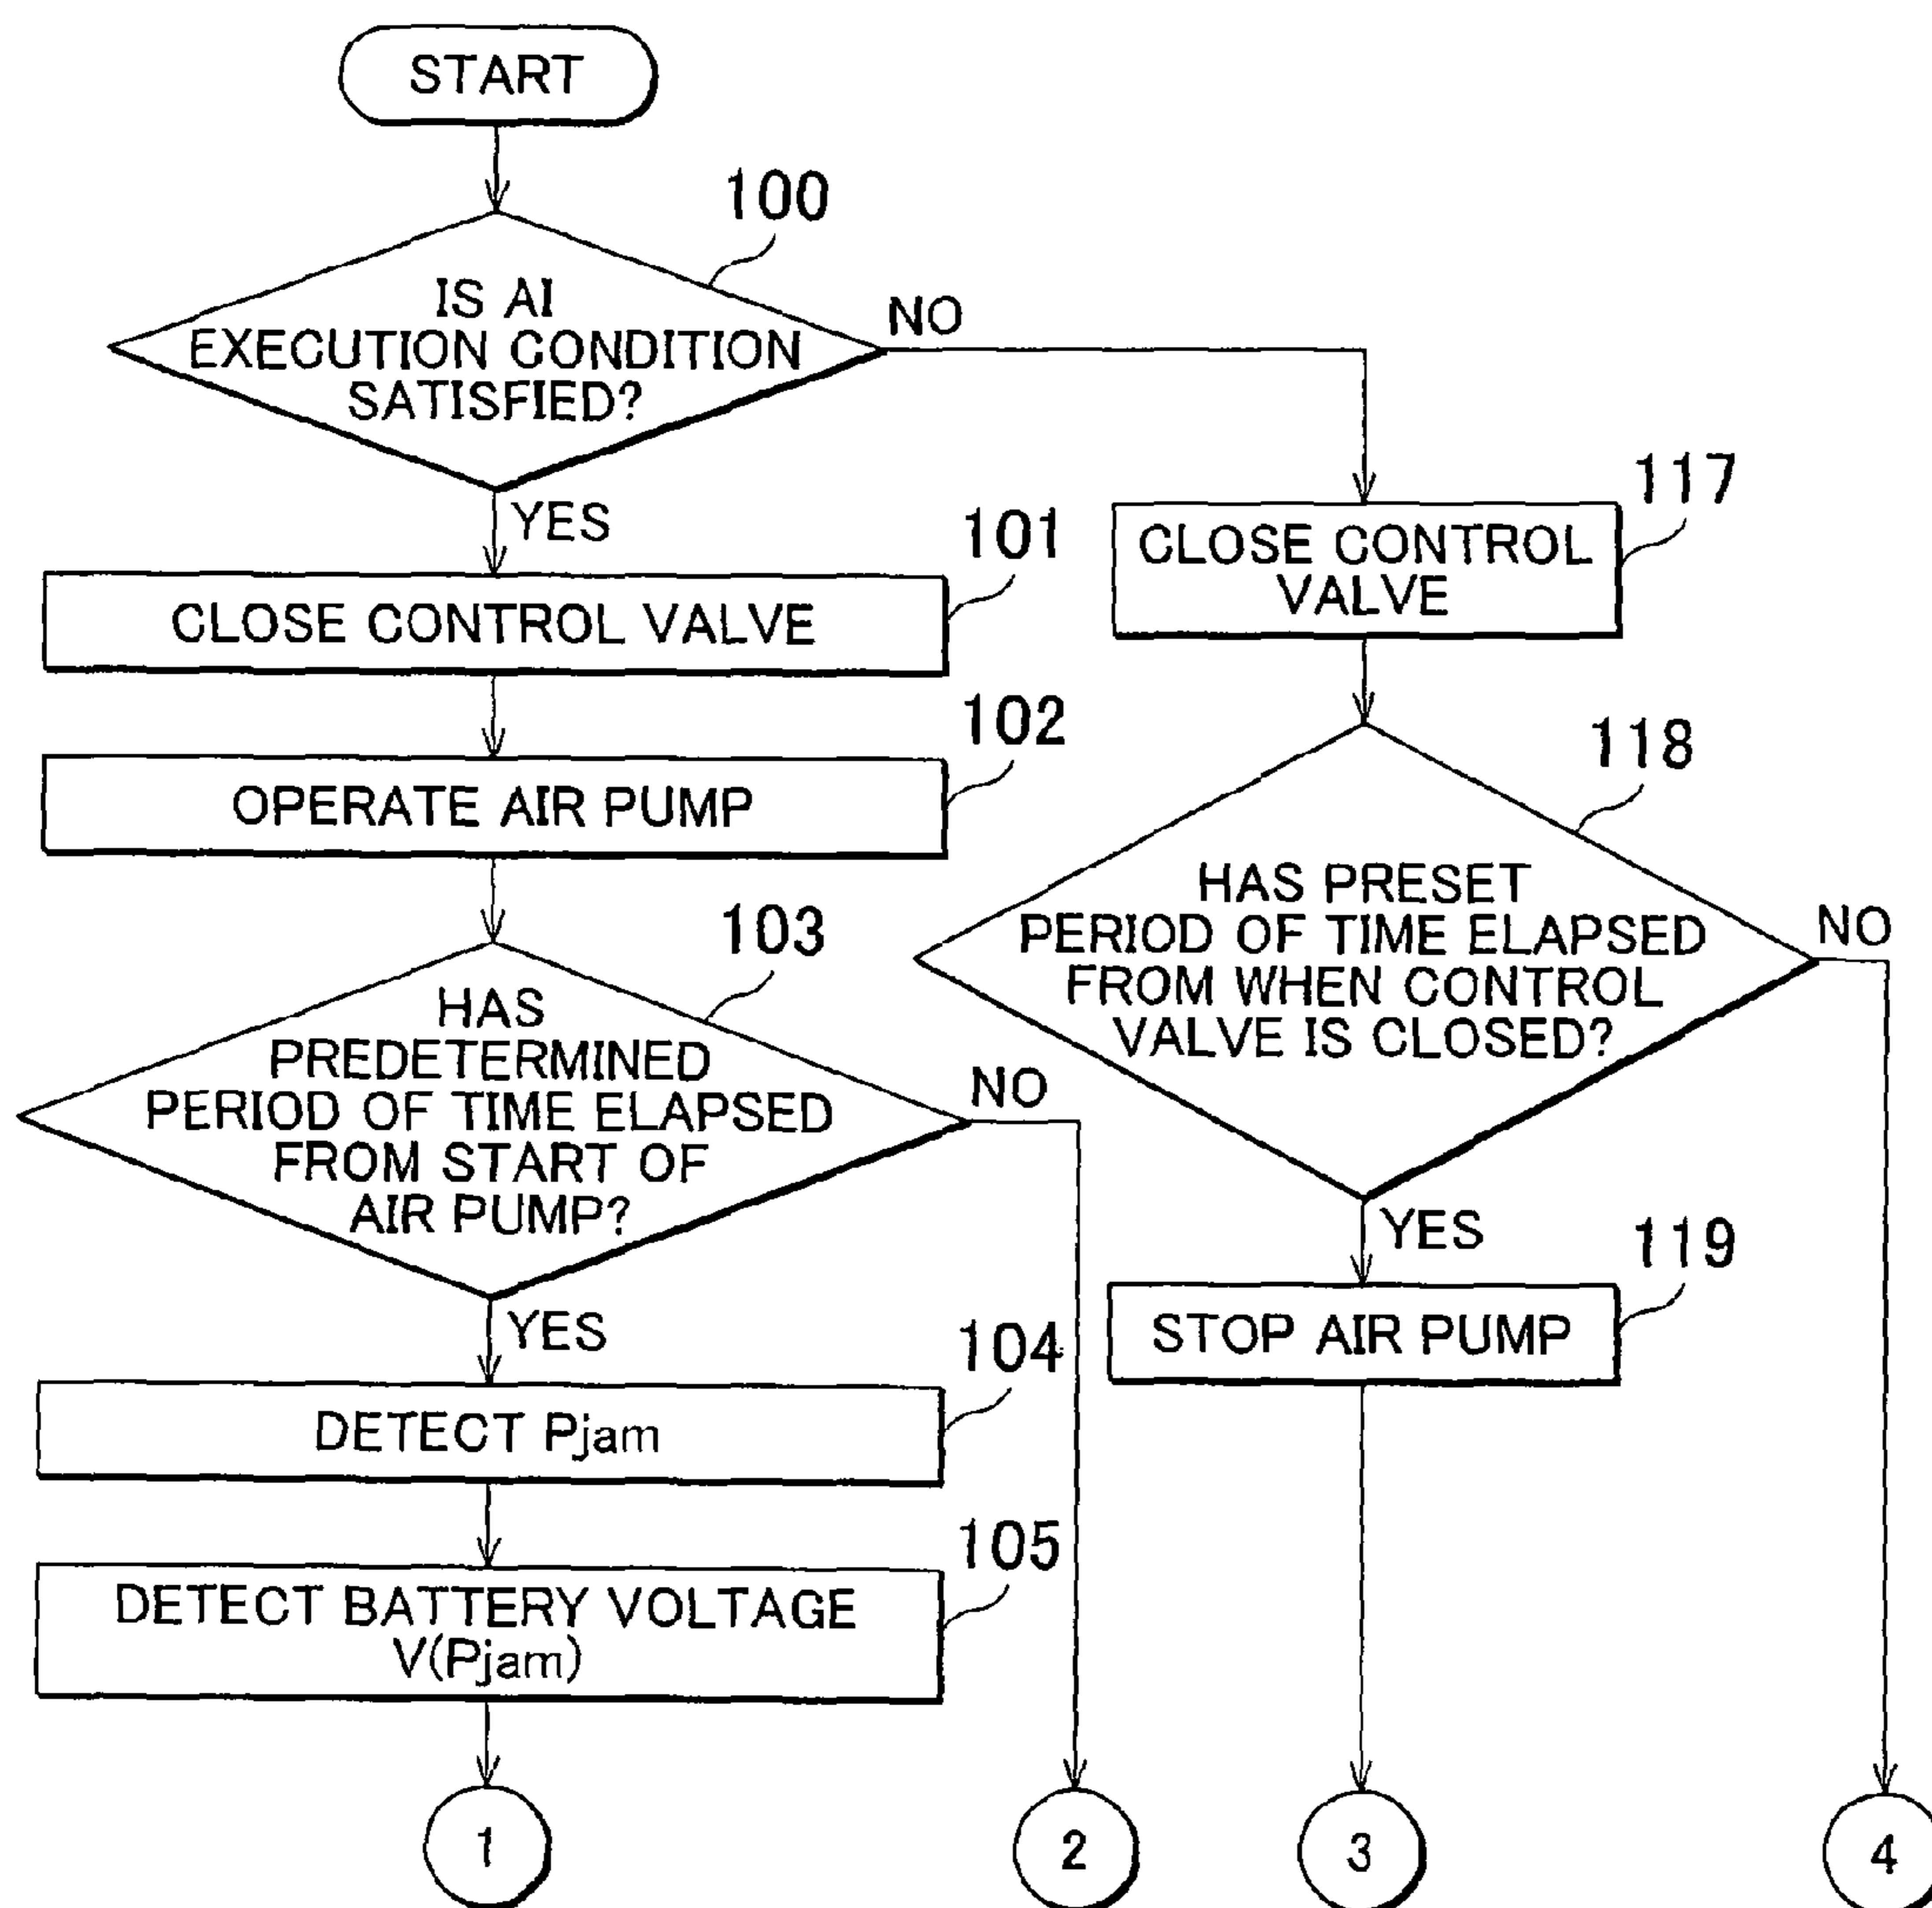 START
100
IS AI
EXECUTION CONDITION
SATISFIED?
NO
YES
101
CLOSE CONTROL VALVE
102
OPERATE AIR PUMP
103
HAS
PREDETERMINED
PERIOD OF TIME ELAPSED
FROM START OF
AIR PUMP?
NO
YES
104
DETECT Pjam
105
DETECT BATTERY VOLTAGE
V(Pjam)
117
CLOSE CONTROL
VALVE
118
HAS PRESET
PERIOD OF TIME ELAPSED
FROM WHEN CONTROL
VALVE IS CLOSED?
NO
YES
119
STOP AIR PUMP
1
2
3
4